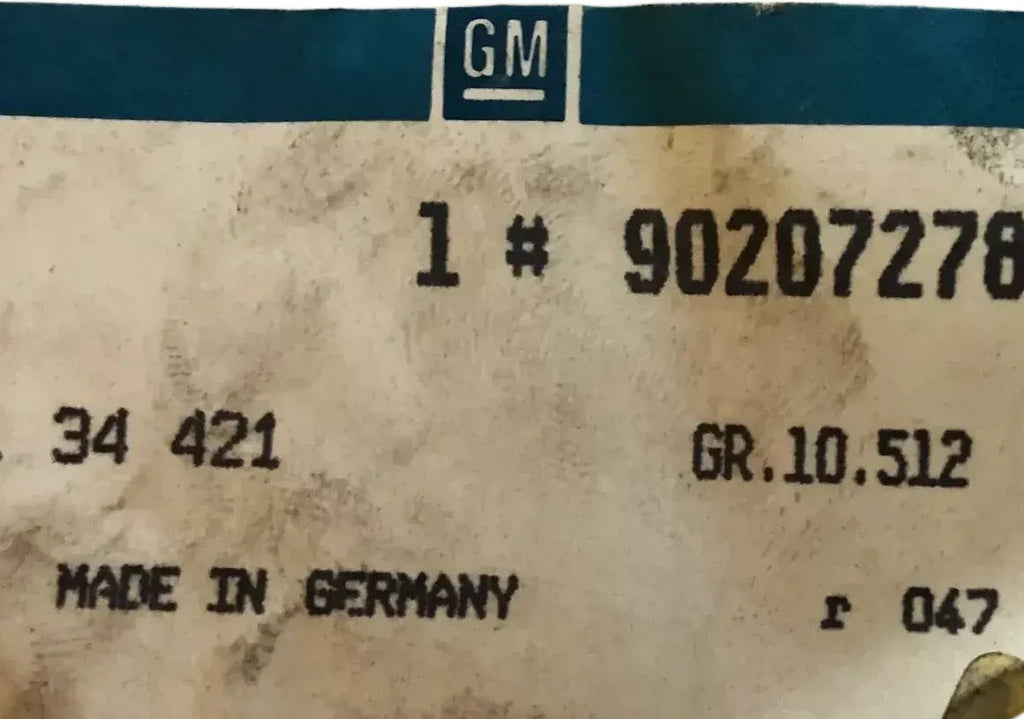 GM
1 # 90207278
34 421 GR.10.512
MADE IN GERMANY r 047